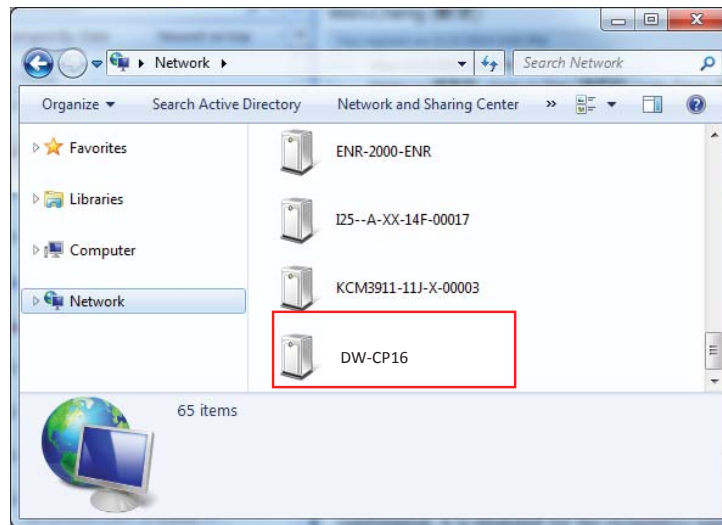 Network
Search Network
Organize Search Active Directory Network and Sharing Center »
Favorites
Libraries
Computer
Network
ENR-2000-ENR
I25--A-XX-14F-00017
KCM3911-11J-X-00003
DW-CP16
65 items